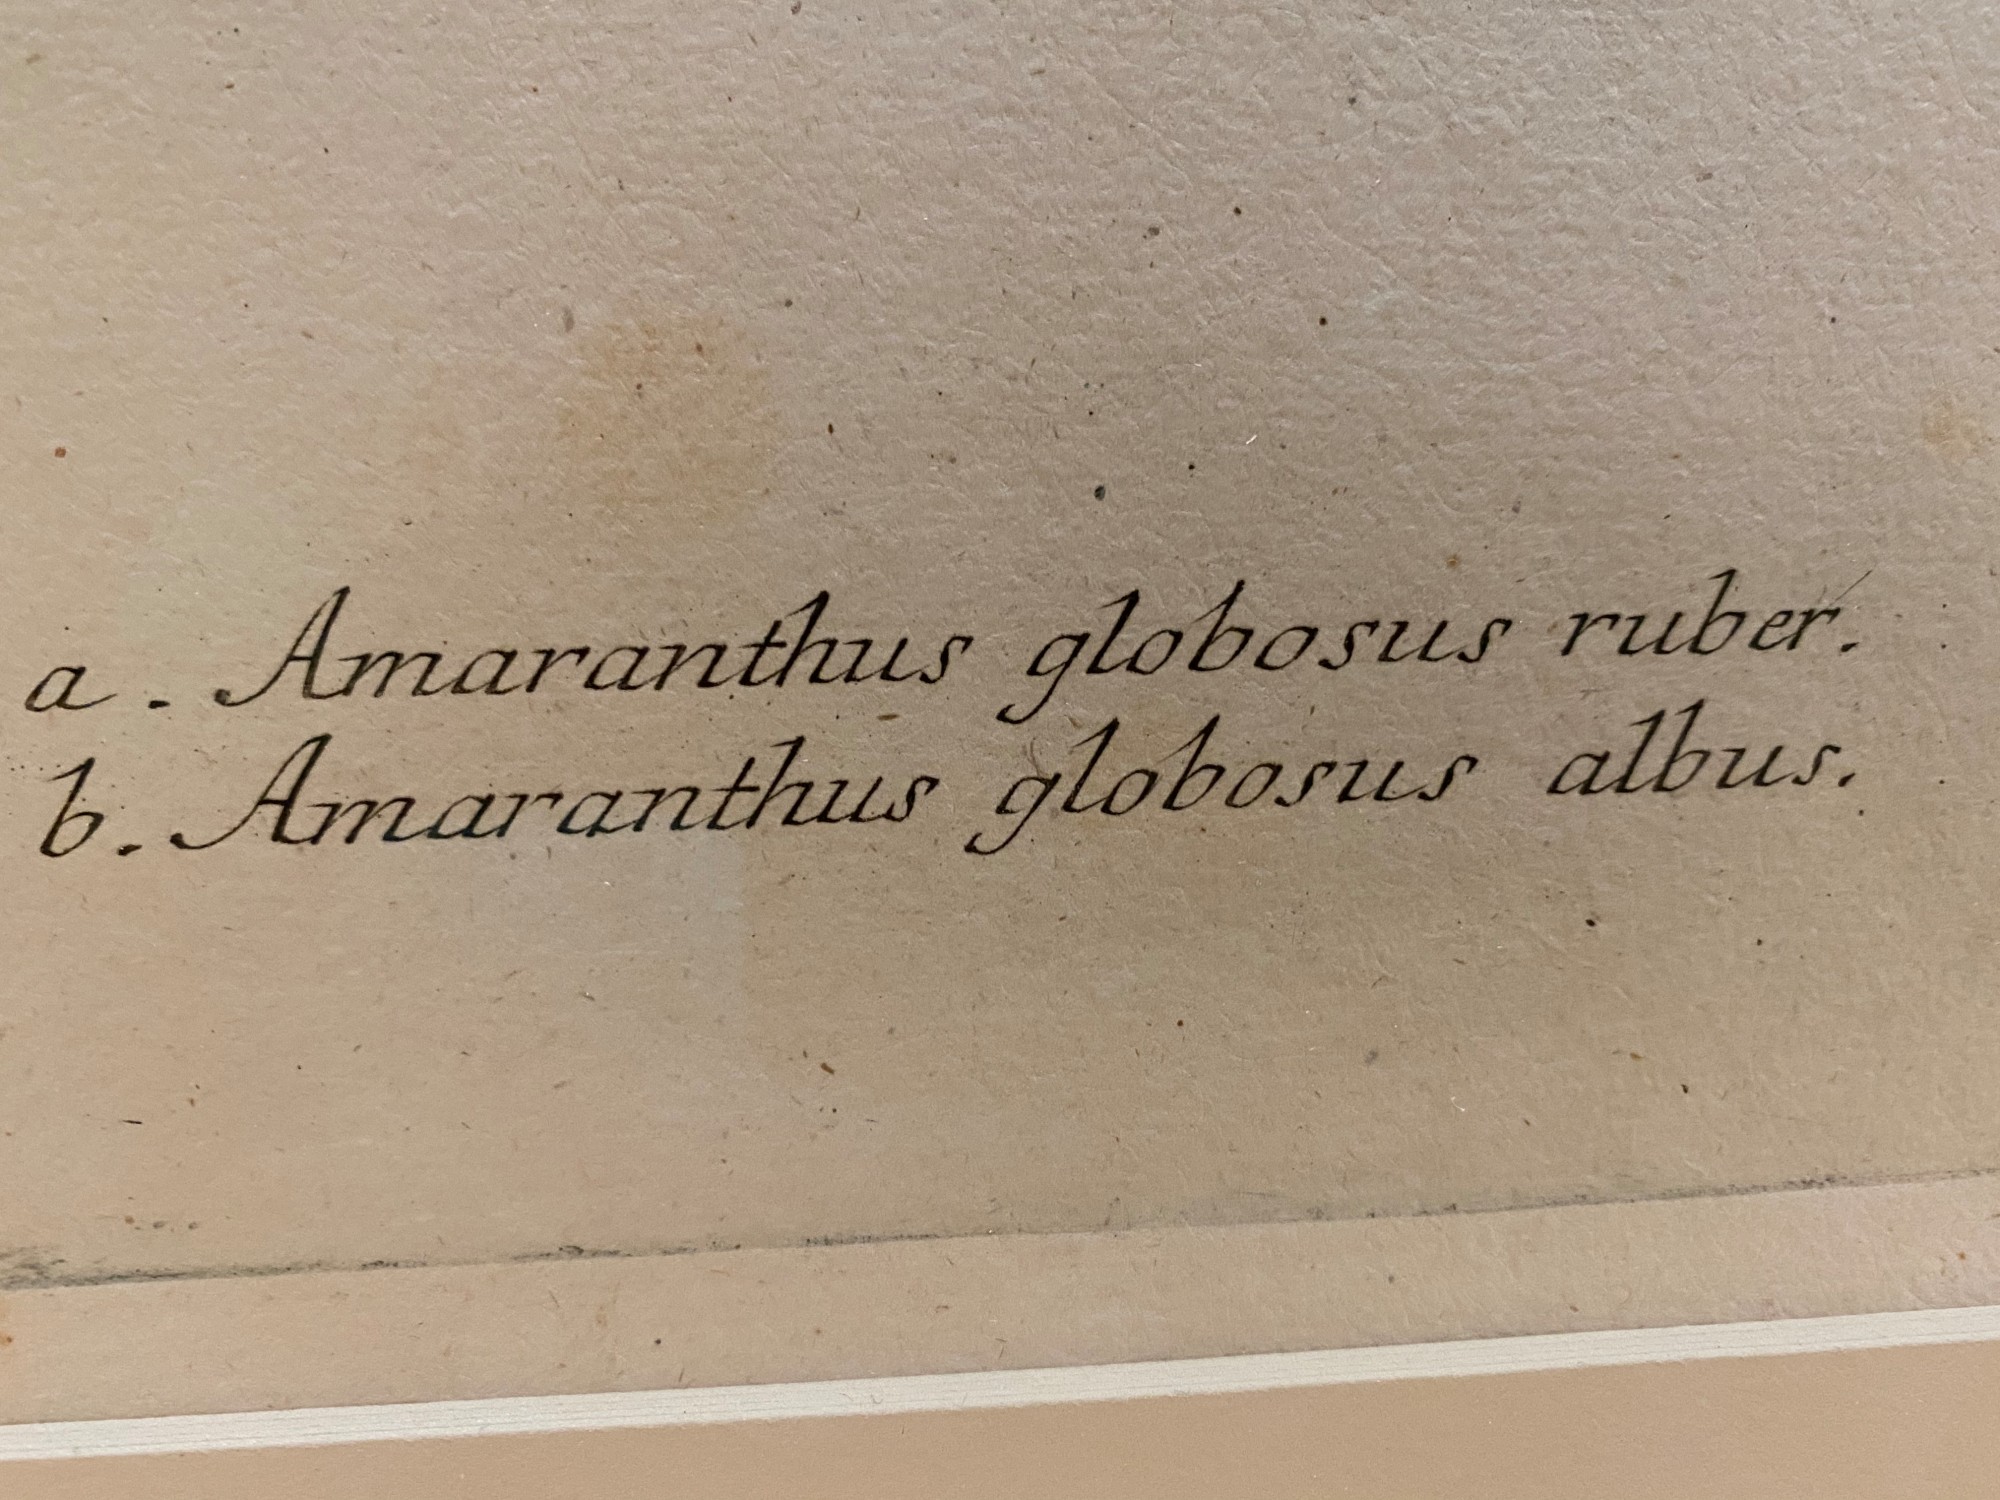 a. Amaranthus globosus ruber.
b. Amaranthus globosus albus.